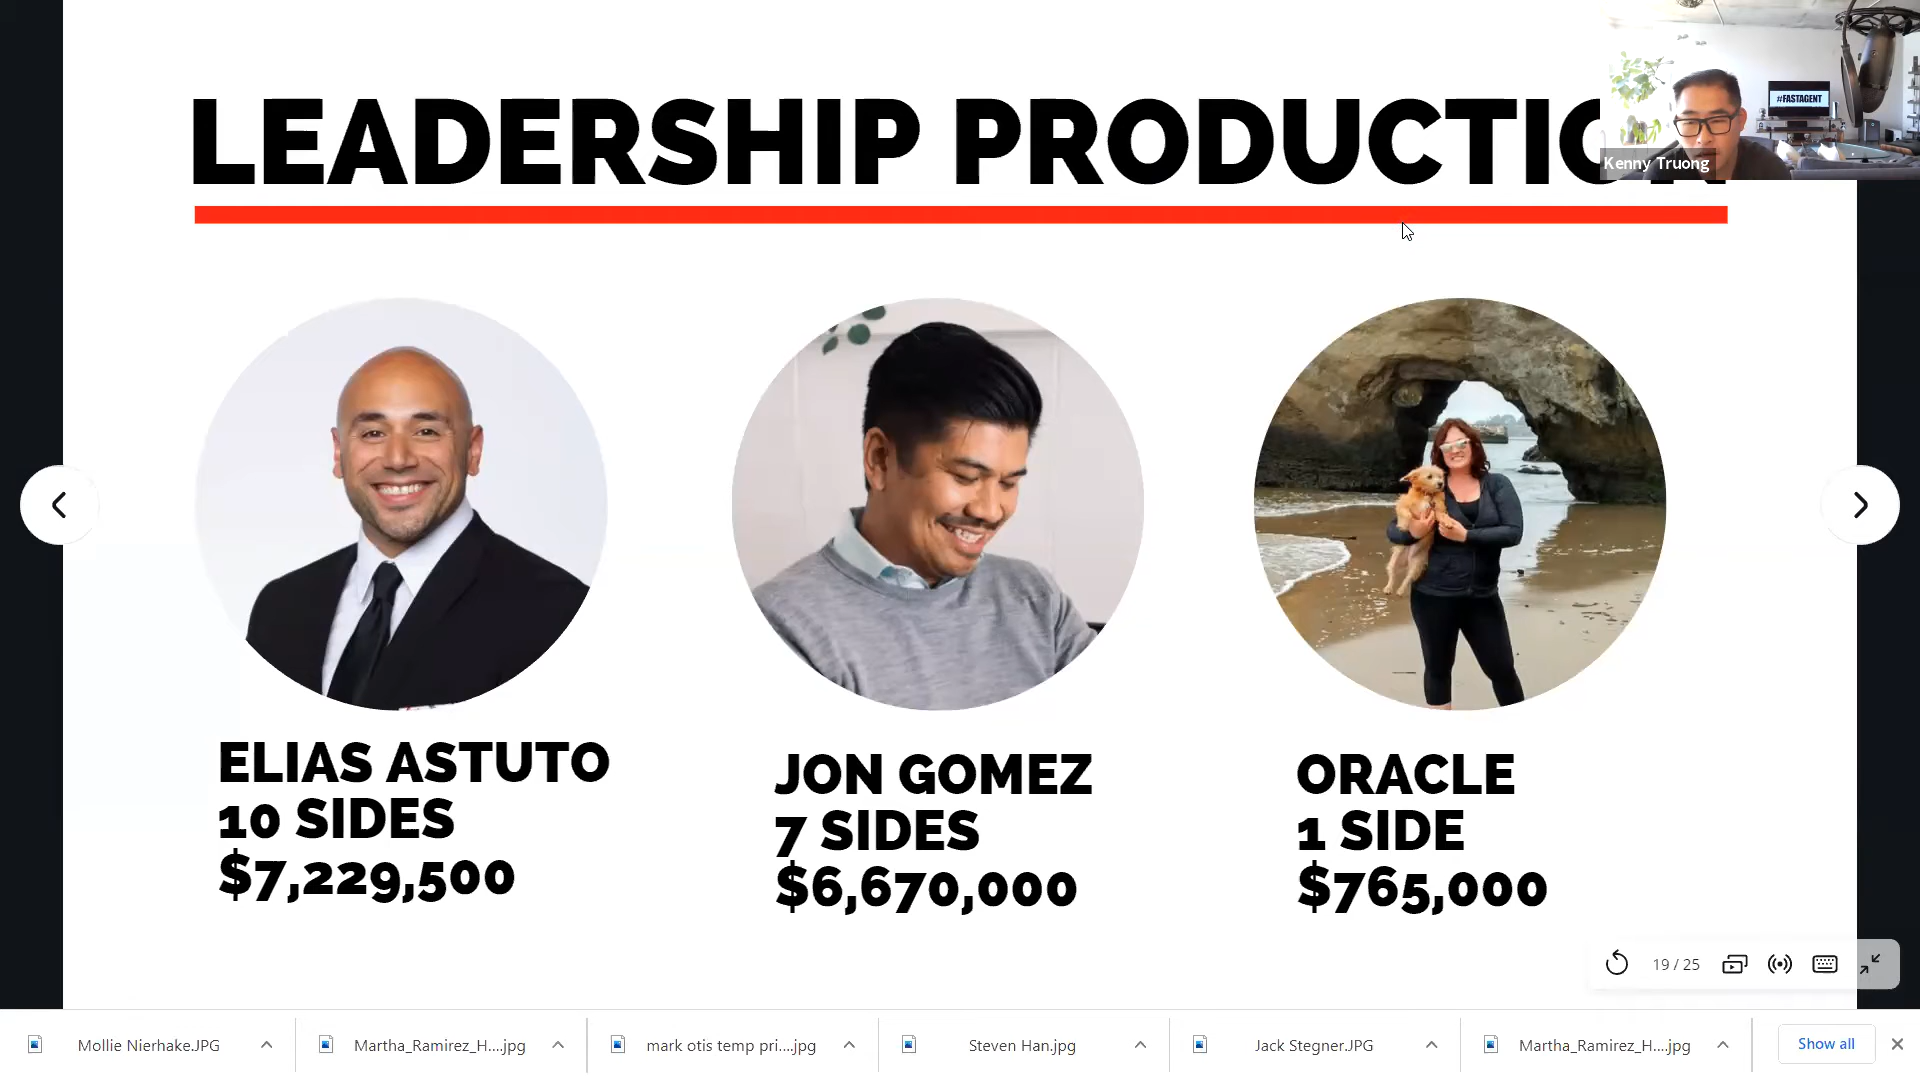 LEADERSHIP PRODUCTION
#FASTAGENT
Kenny Truong
ELIAS ASTUTO
10 SIDES
$7,229,500
JON GOMEZ
7 SIDES
$6,670,000
ORACLE
1 SIDE
$765,000
19 / 25
Mollie Nierhake.JPG
Martha_Ramirez_H....jpg
mark otis temp pri....jpg
Steven Han.jpg
Jack Stegner.JPG
Martha_Ramirez_H....jpg
Show all